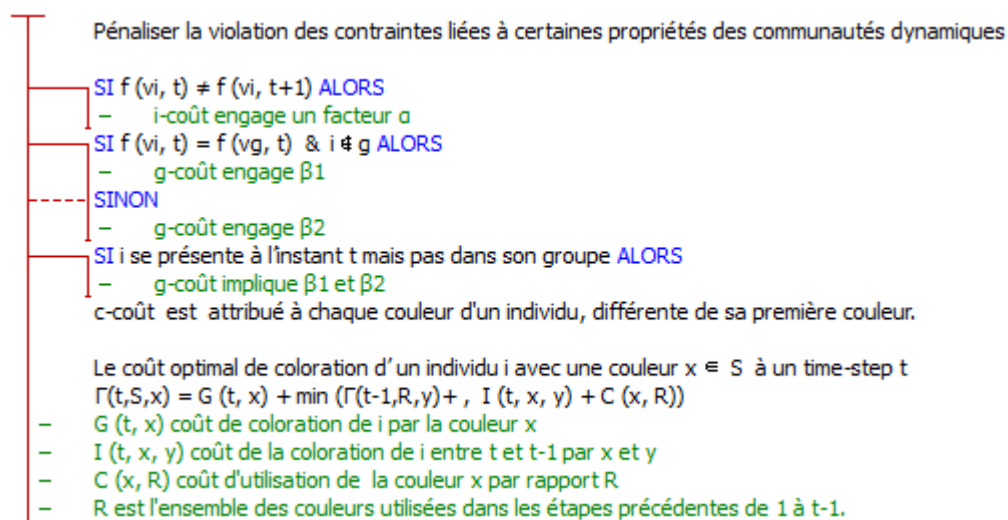 Pénaliser la violation des contraintes liées à certaines propriétés des communautés dynamiques
SI f (vi, t) ≠ f (vi, t+1) ALORS
– i-coût engage un facteur α
SI f (vi, t) = f (vg, t) & i ∉ g ALORS
– g-coût engage β1
SINON
– g-coût engage β2
SI i se présente à l'instant t mais pas dans son groupe ALORS
– g-coût implique β1 et β2
c-coût est attribué à chaque couleur d'un individu, différente de sa première couleur.
Le coût optimal de coloration d´un individu i avec une couleur x ∈ S à un time-step t
Γ(t,S,x) = G (t, x) + min (Γ(t-1,R,y)+ , I (t, x, y) + C (x, R))
– G (t, x) coût de coloration de i par la couleur x
– I (t, x, y) coût de la coloration de i entre t et t-1 par x et y
– C (x, R) coût d'utilisation de la couleur x par rapport R
– R est l'ensemble des couleurs utilisées dans les étapes précédentes de 1 à t-1.